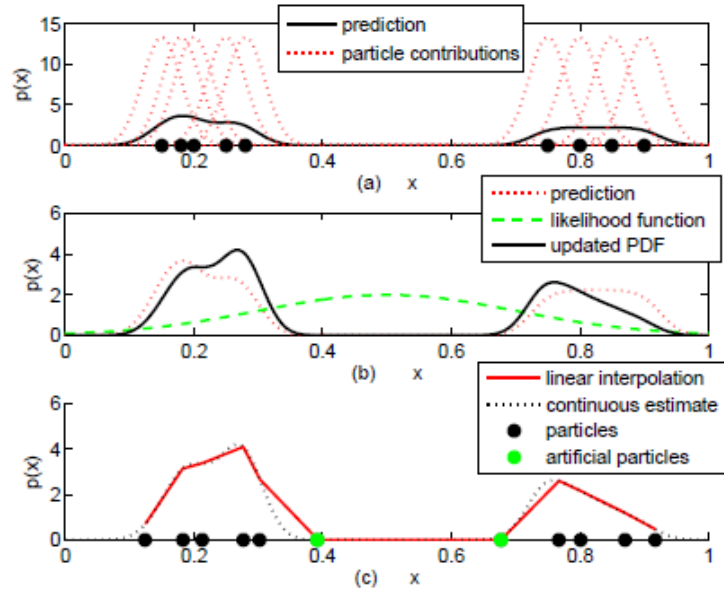 15
10
5
0
p(x)
prediction
particle contributions
0 0.2 0.4 0.6 0.8 1
(a) x
6
4
2
0
p(x)
prediction
likelihood function
updated PDF
0 0.2 0.4 0.6 0.8 1
(b) x
6
4
2
0
p(x)
linear interpolation
continuous estimate
particles
artificial particles
0 0.2 0.4 0.6 0.8 1
(c) x